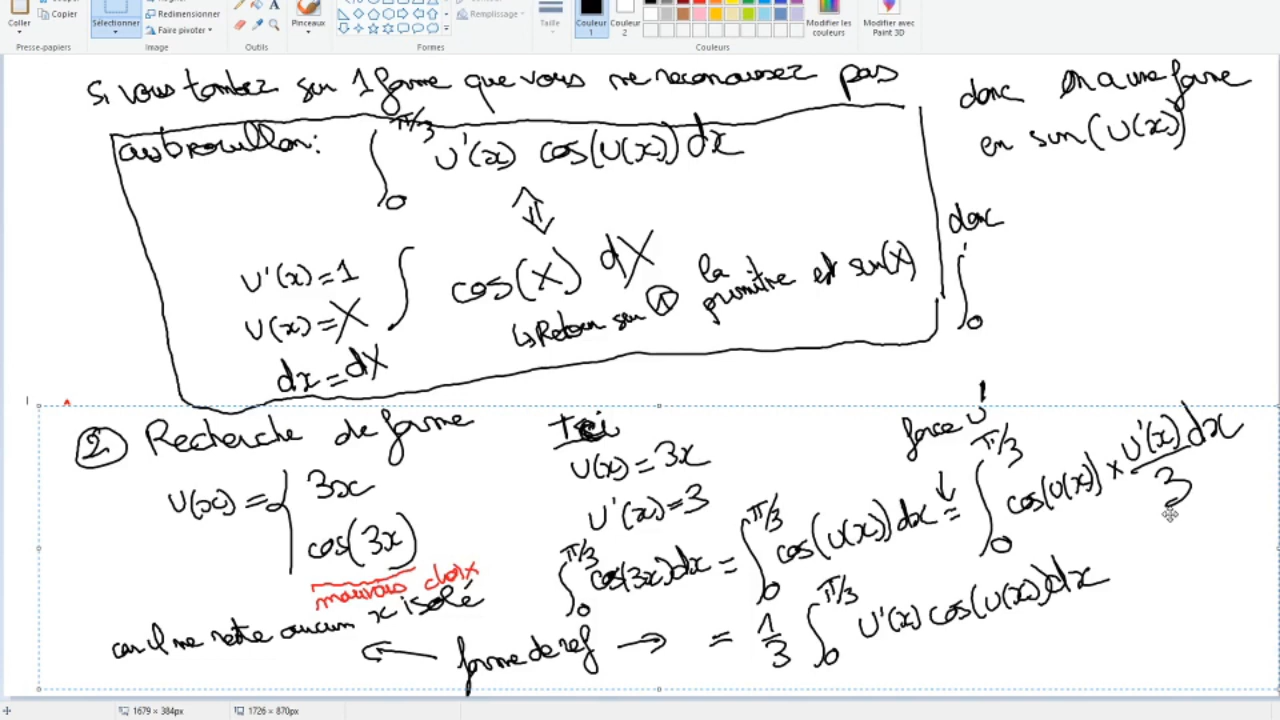 Coller
Copier
Sélectionner
Redimensionner
Faire pivoter
Pinceaux
Remplissage
Taille
Couleur 1
Couleur 2
Modifier les couleurs
Modifier avec Paint 3D
Presse-papiers
Image
Outils
Formes
Couleurs
Si vous tombez sur 1 forme que vous ne reconnaissez pas
au brouillon: ∫₀^(π/3) U'(x) cos(U(x)) dx
⇕
U'(x)=1
U(x)=X
dx=dX
∫ cos(X) dX
la primitive est sin(X)
↳ Retour sur ①
donc on a une forme
en sin(U(x))
donc
∫₀
② Recherche de forme
U(x)= { 3x
cos(3x)
mauvais choix
car il ne reste aucun x isolé
Ici
U(x)=3x
U'(x)=3
force U'
∫₀^(π/3) cos(3x)dx = ∫₀^(π/3) cos(U(x))dx = ∫₀^(π/3) cos(U(x)) × U'(x)dx/3
← forme de ref → = 1/3 ∫₀^(π/3) U'(x) cos(U(x))dx
1679 × 384px
1726 × 870px